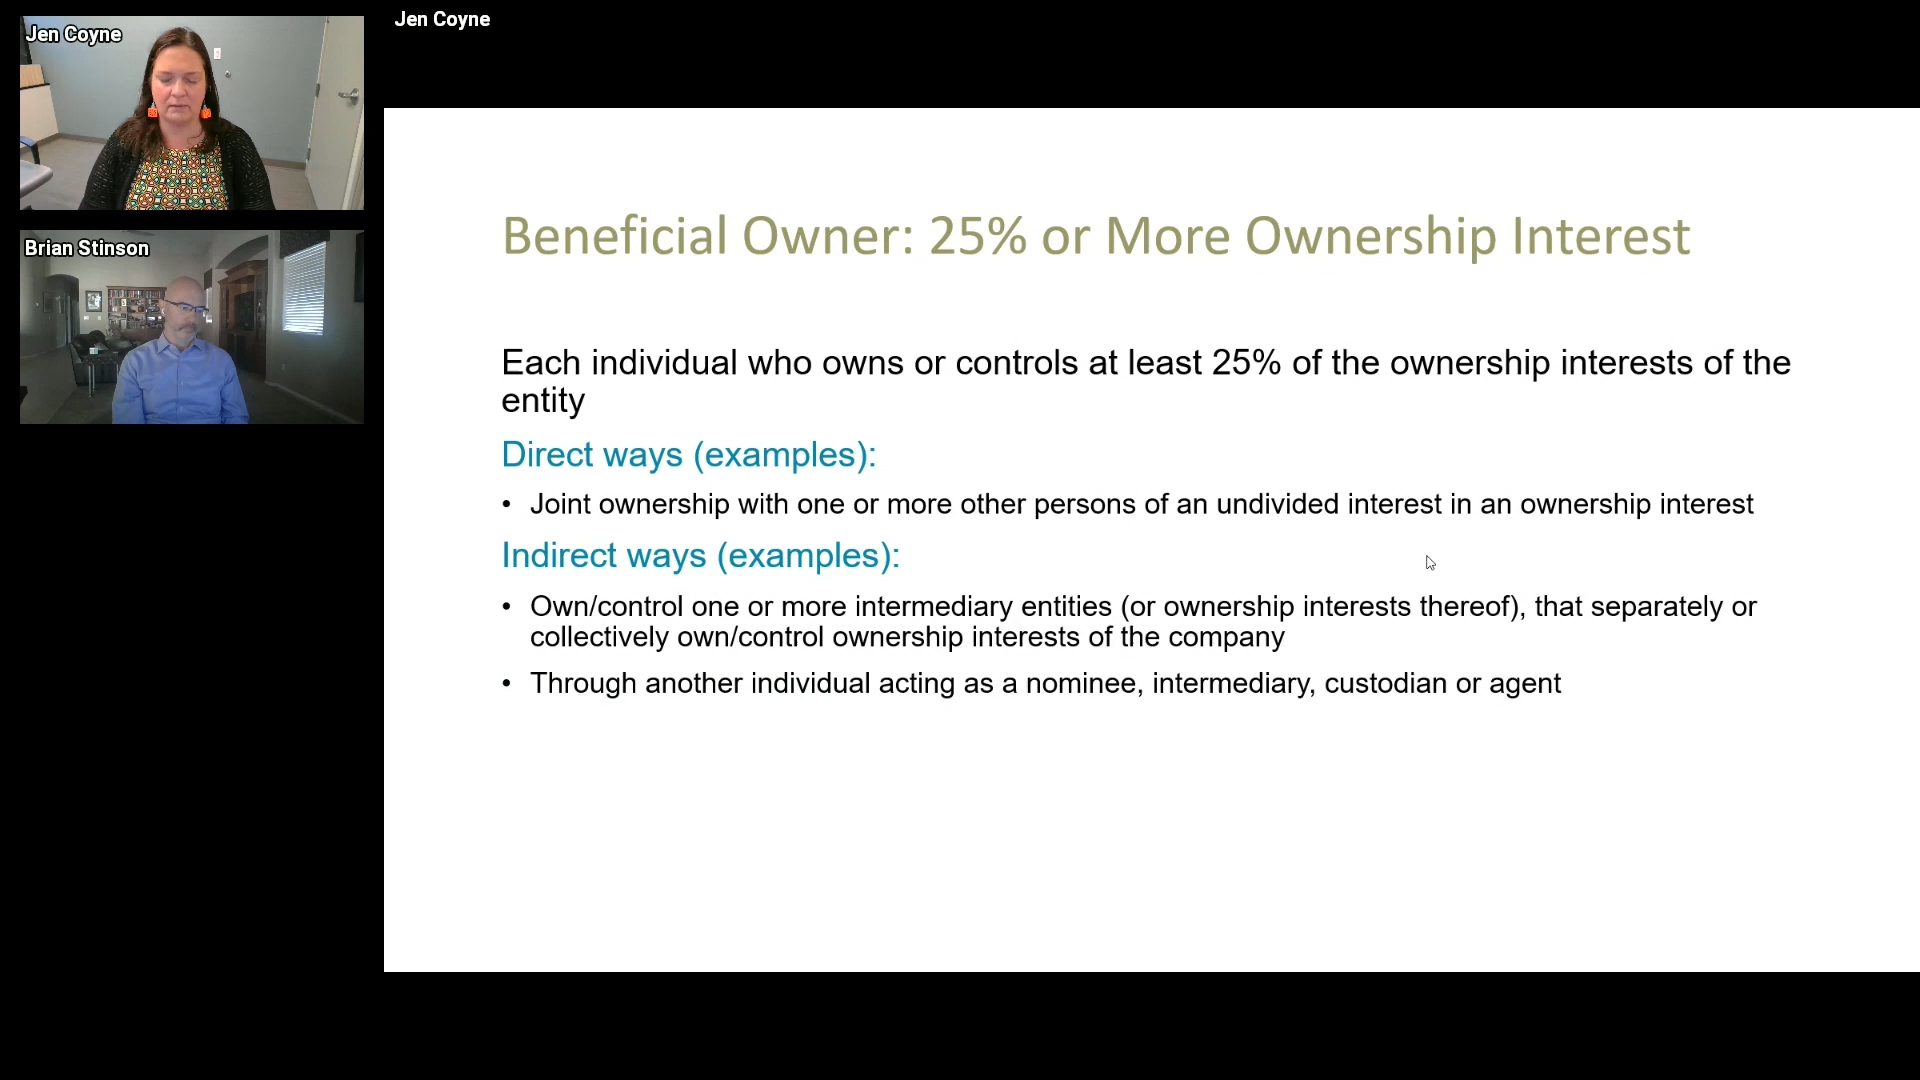 Jen Coyne
Jen Coyne
Brian Stinson
Beneficial Owner: 25% or More Ownership Interest
Each individual who owns or controls at least 25% of the ownership interests of the
entity
Direct ways (examples):
• Joint ownership with one or more other persons of an undivided interest in an ownership interest
Indirect ways (examples):
• Own/control one or more intermediary entities (or ownership interests thereof), that separately or
collectively own/control ownership interests of the company
• Through another individual acting as a nominee, intermediary, custodian or agent